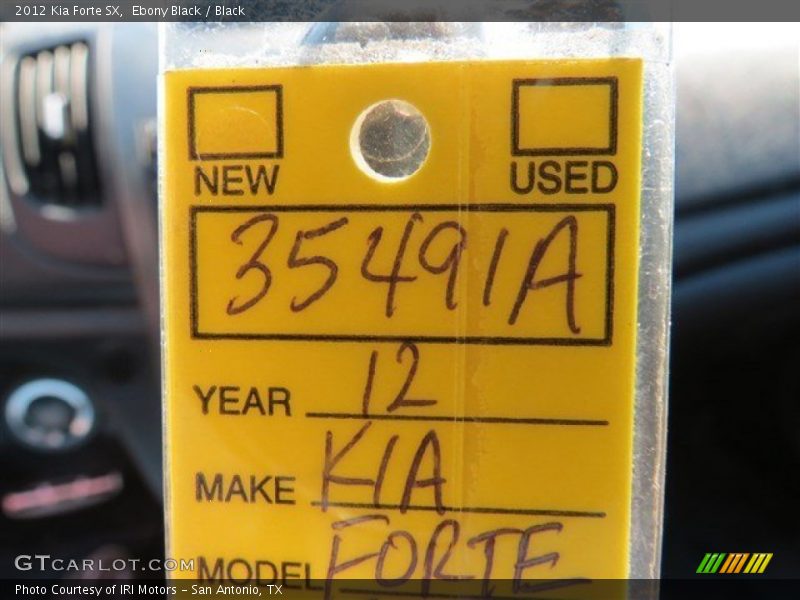 2012 Kia Forte SX,  Ebony Black / Black
NEW USED
35491A
YEAR 12
MAKE KIA
MODEL FORTE
GTCARLOT.COM
Photo Courtesy of IRI Motors – San Antonio, TX